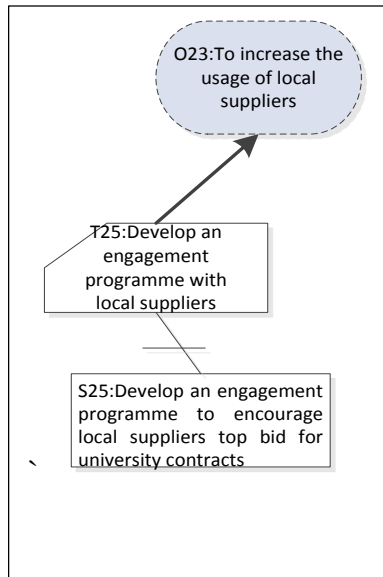 O23:To increase the
usage of local
suppliers
T25:Develop an
engagement
programme with
local suppliers
S25:Develop an engagement
programme to encourage
local suppliers top bid for
university contracts
`